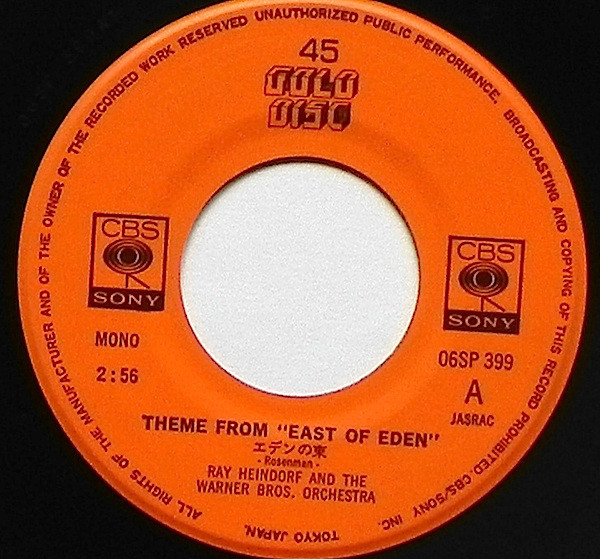 ALL RIGHTS OF THE MANUFACTURER AND OF THE OWNER OF THE RECORDED WORK RESERVED UNAUTHORIZED PUBLIC PERFORMANCE, BROADCASTING AND COPYING OF THIS RECORD PROHIBITED. CBS/SONY INC. TOKYO JAPAN.
45
GOLD
DISC
CBS
SONY
MONO
2:56
CBS
SONY
06SP 399
A
JASRAC
THEME FROM "EAST OF EDEN"
エデンの東
- Rosenman -
RAY HEINDORF AND THE
WARNER BROS. ORCHESTRA